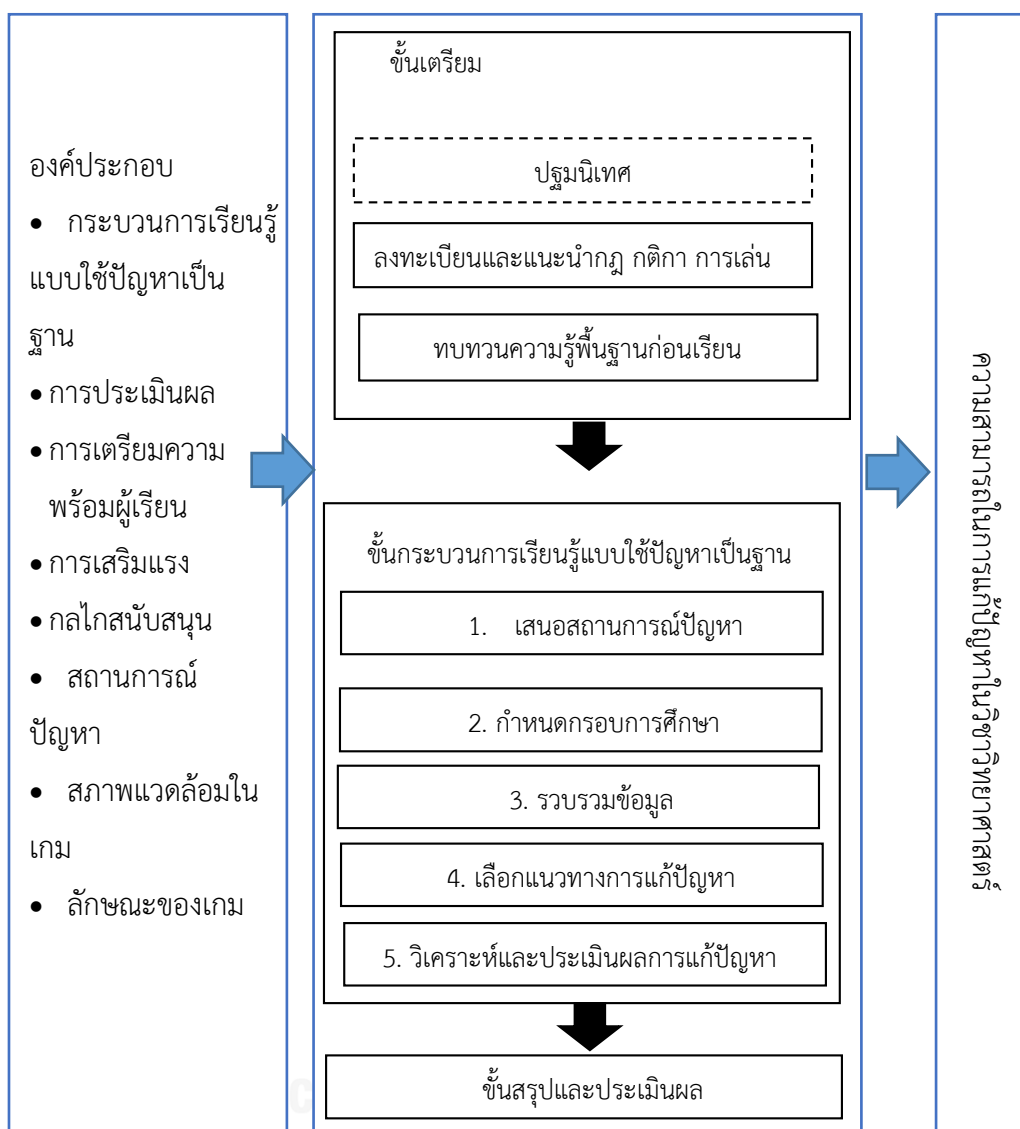 องค์ประกอบ
• กระบวนการเรียนรู้
แบบใช้ปัญหาเป็น
ฐาน
• การประเมินผล
• การเตรียมความ
พร้อมผู้เรียน
• การเสริมแรง
• กลไกสนับสนุน
• สถานการณ์
ปัญหา
• สภาพแวดล้อมใน
เกม
• ลักษณะของเกม
ขั้นเตรียม
ปฐมนิเทศ
ลงทะเบียนและแนะนำกฎ กติกา การเล่น
ทบทวนความรู้พื้นฐานก่อนเรียน
ขั้นกระบวนการเรียนรู้แบบใช้ปัญหาเป็นฐาน
1. เสนอสถานการณ์ปัญหา
2. กำหนดกรอบการศึกษา
3. รวบรวมข้อมูล
4. เลือกแนวทางการแก้ปัญหา
5. วิเคราะห์และประเมินผลการแก้ปัญหา
ขั้นสรุปและประเมินผล
ความสามารถในการแก้ปัญหาในวิชาวิทยาศาสตร์